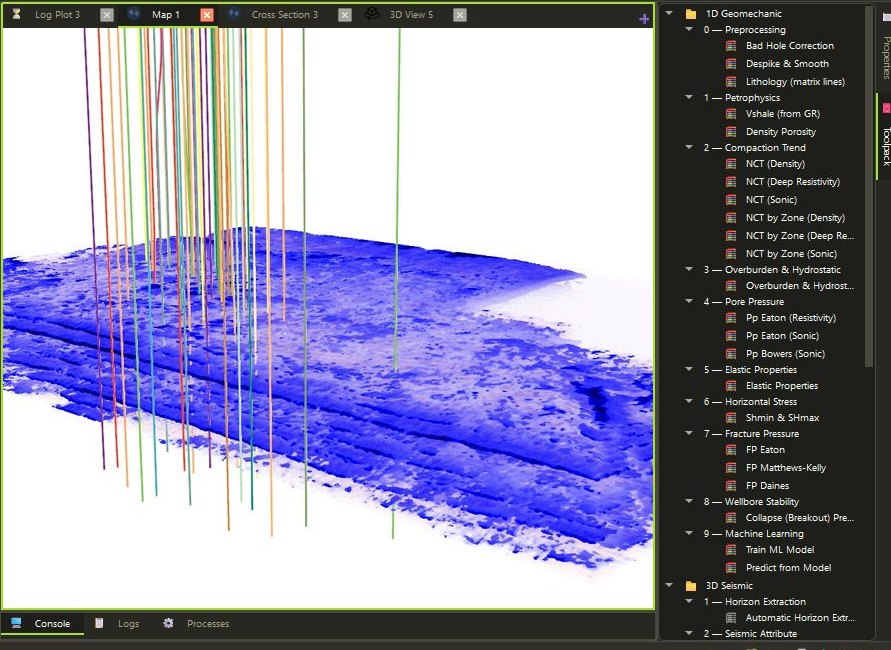 Log Plot 3
Map 1
Cross Section 3
3D View 5
1D Geomechanic
0 — Preprocessing
Bad Hole Correction
Despike & Smooth
Lithology (matrix lines)
1 — Petrophysics
Vshale (from GR)
Density Porosity
2 — Compaction Trend
NCT (Density)
NCT (Deep Resistivity)
NCT (Sonic)
NCT by Zone (Density)
NCT by Zone (Deep Re...
NCT by Zone (Sonic)
3 — Overburden & Hydrostatic
Overburden & Hydrost...
4 — Pore Pressure
Pp Eaton (Resistivity)
Pp Eaton (Sonic)
Pp Bowers (Sonic)
5 — Elastic Properties
Elastic Properties
6 — Horizontal Stress
Shmin & SHmax
7 — Fracture Pressure
FP Eaton
FP Matthews-Kelly
FP Daines
8 — Wellbore Stability
Collapse (Breakout) Pre...
9 — Machine Learning
Train ML Model
Predict from Model
3D Seismic
1 — Horizon Extraction
Automatic Horizon Extr...
2 — Seismic Attribute
Properties
Toolpack
Console
Logs
Processes